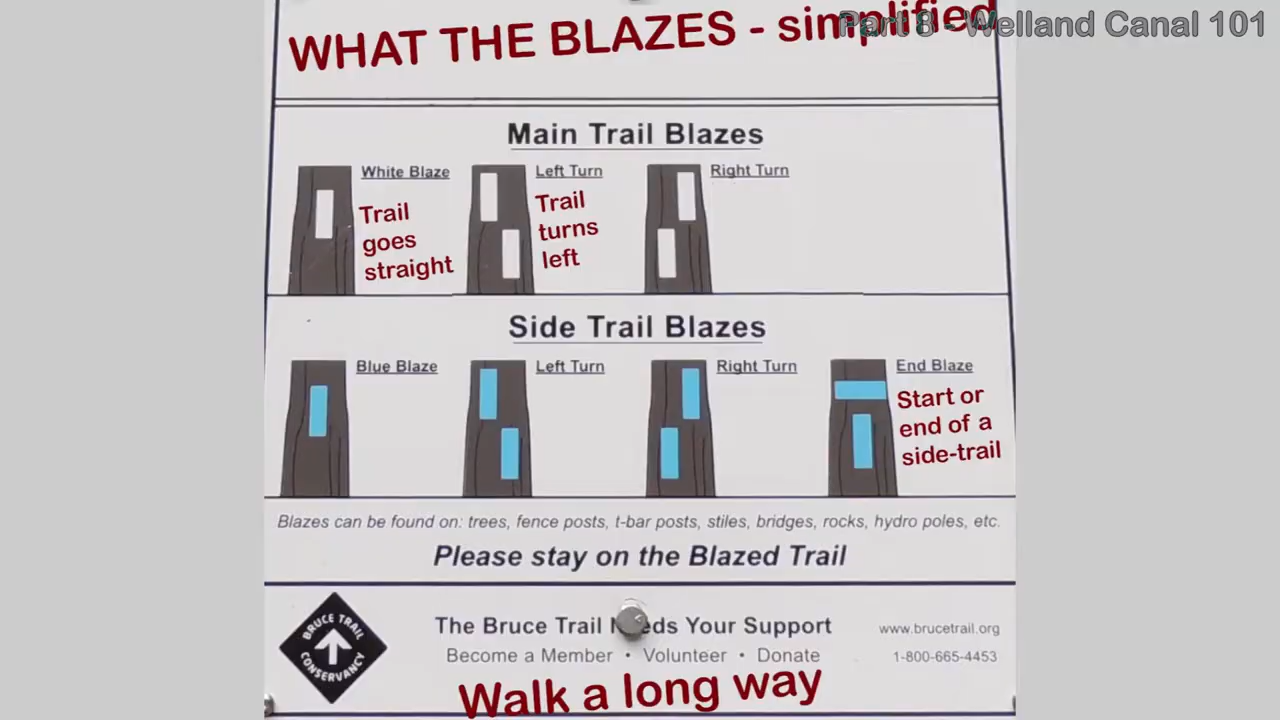 Part 8 - Welland Canal 101
WHAT THE BLAZES - simplified
Main Trail Blazes
White Blaze
Trail
goes
straight
Left Turn
Trail
turns
left
Right Turn
Side Trail Blazes
Blue Blaze
Left Turn
Right Turn
End Blaze
Start or
end of a
side-trail
Blazes can be found on: trees, fence posts, t-bar posts, stiles, bridges, rocks, hydro poles, etc.
Please stay on the Blazed Trail
BRUCE TRAIL
CONSERVANCY
The Bruce Trail Needs Your Support
Become a Member • Volunteer • Donate
www.brucetrail.org
1-800-665-4453
Walk a long way